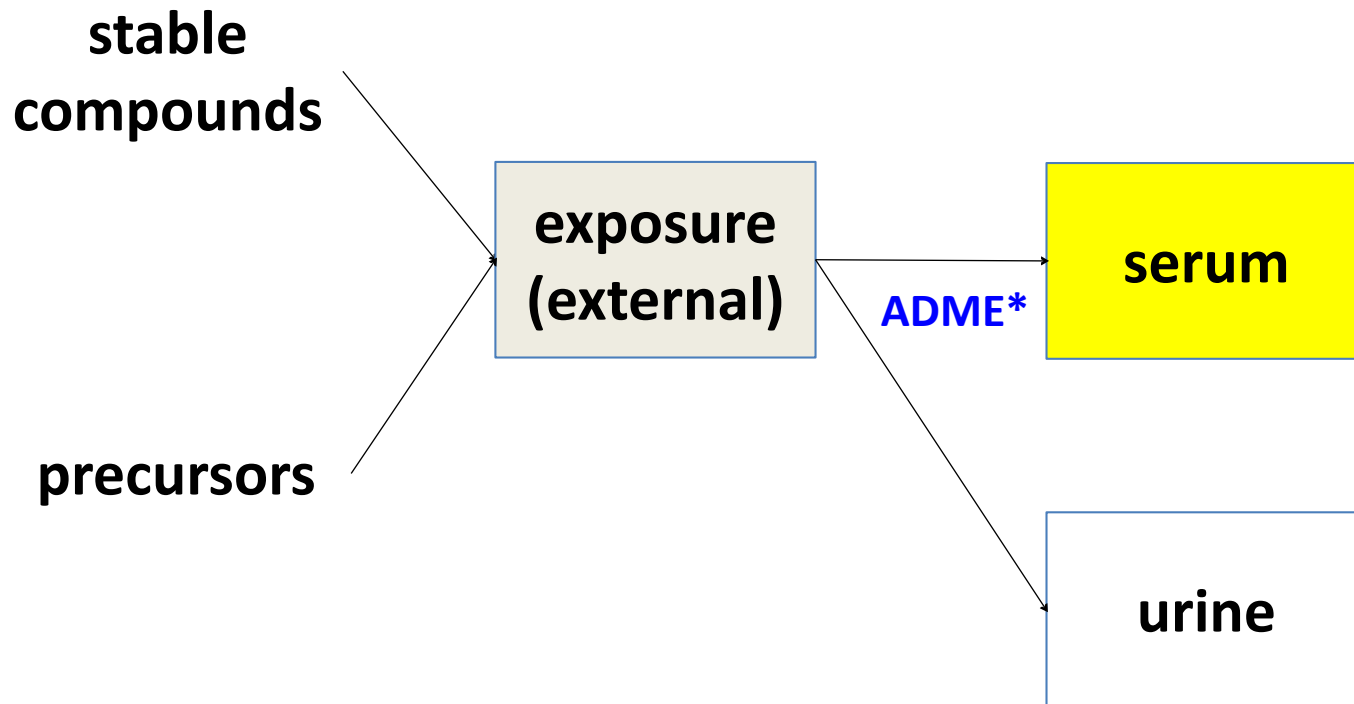 stable
compounds
exposure
(external)
serum
ADME*
precursors
urine